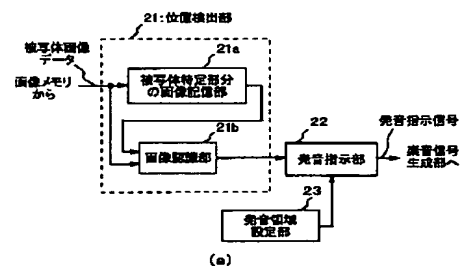 21:位置検出部
21a
被写体画像
データ
被写体特定部分
の画像記憶部
画像メモリ
から
21b
画像認識部
22
発音指示部
発音指示信号
楽音信号
生成部へ
23
発音領域
設定部
(a)